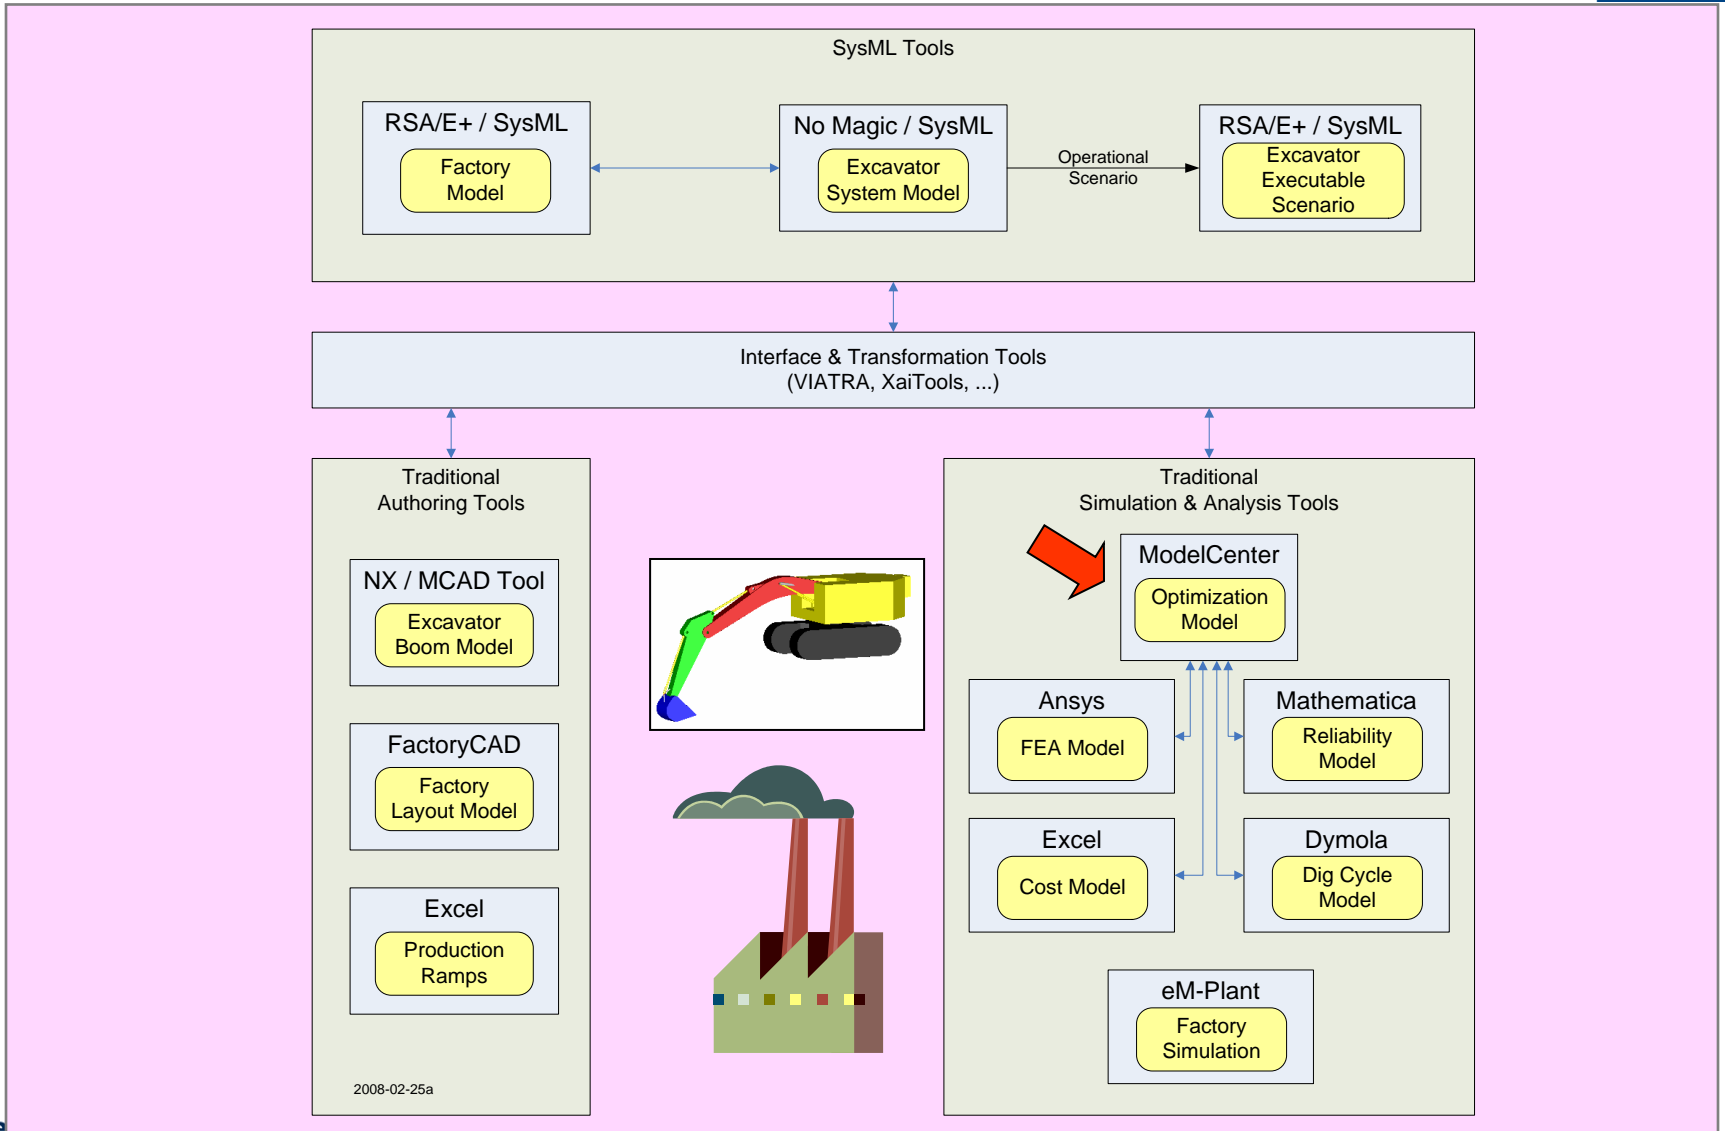 SysML Tools
RSA/E+ / SysML
Factory
Model
No Magic / SysML
Excavator
System Model
Operational
Scenario
RSA/E+ / SysML
Excavator
Executable
Scenario
Interface & Transformation Tools
(VIATRA, XaiTools, ...)
Traditional
Authoring Tools
NX / MCAD Tool
Excavator
Boom Model
FactoryCAD
Factory
Layout Model
Excel
Production
Ramps
2008-02-25a
Traditional
Simulation & Analysis Tools
ModelCenter
Optimization
Model
Ansys
FEA Model
Mathematica
Reliability
Model
Excel
Cost Model
Dymola
Dig Cycle
Model
eM-Plant
Factory
Simulation